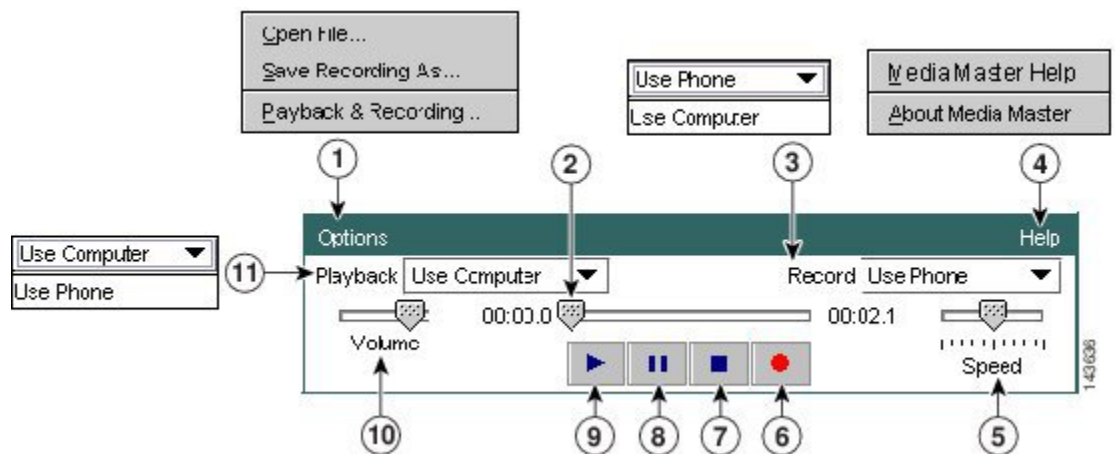 Open File...
Save Recording As...
Playback & Recording...
Use Phone
Use Computer
Media Master Help
About Media Master
1
2
3
4
Options
Help
Use Computer
Use Phone
11
Playback
Use Computer
Record
Use Phone
00:00.0
00:02.1
Volume
Speed
143636
10
9
8
7
6
5